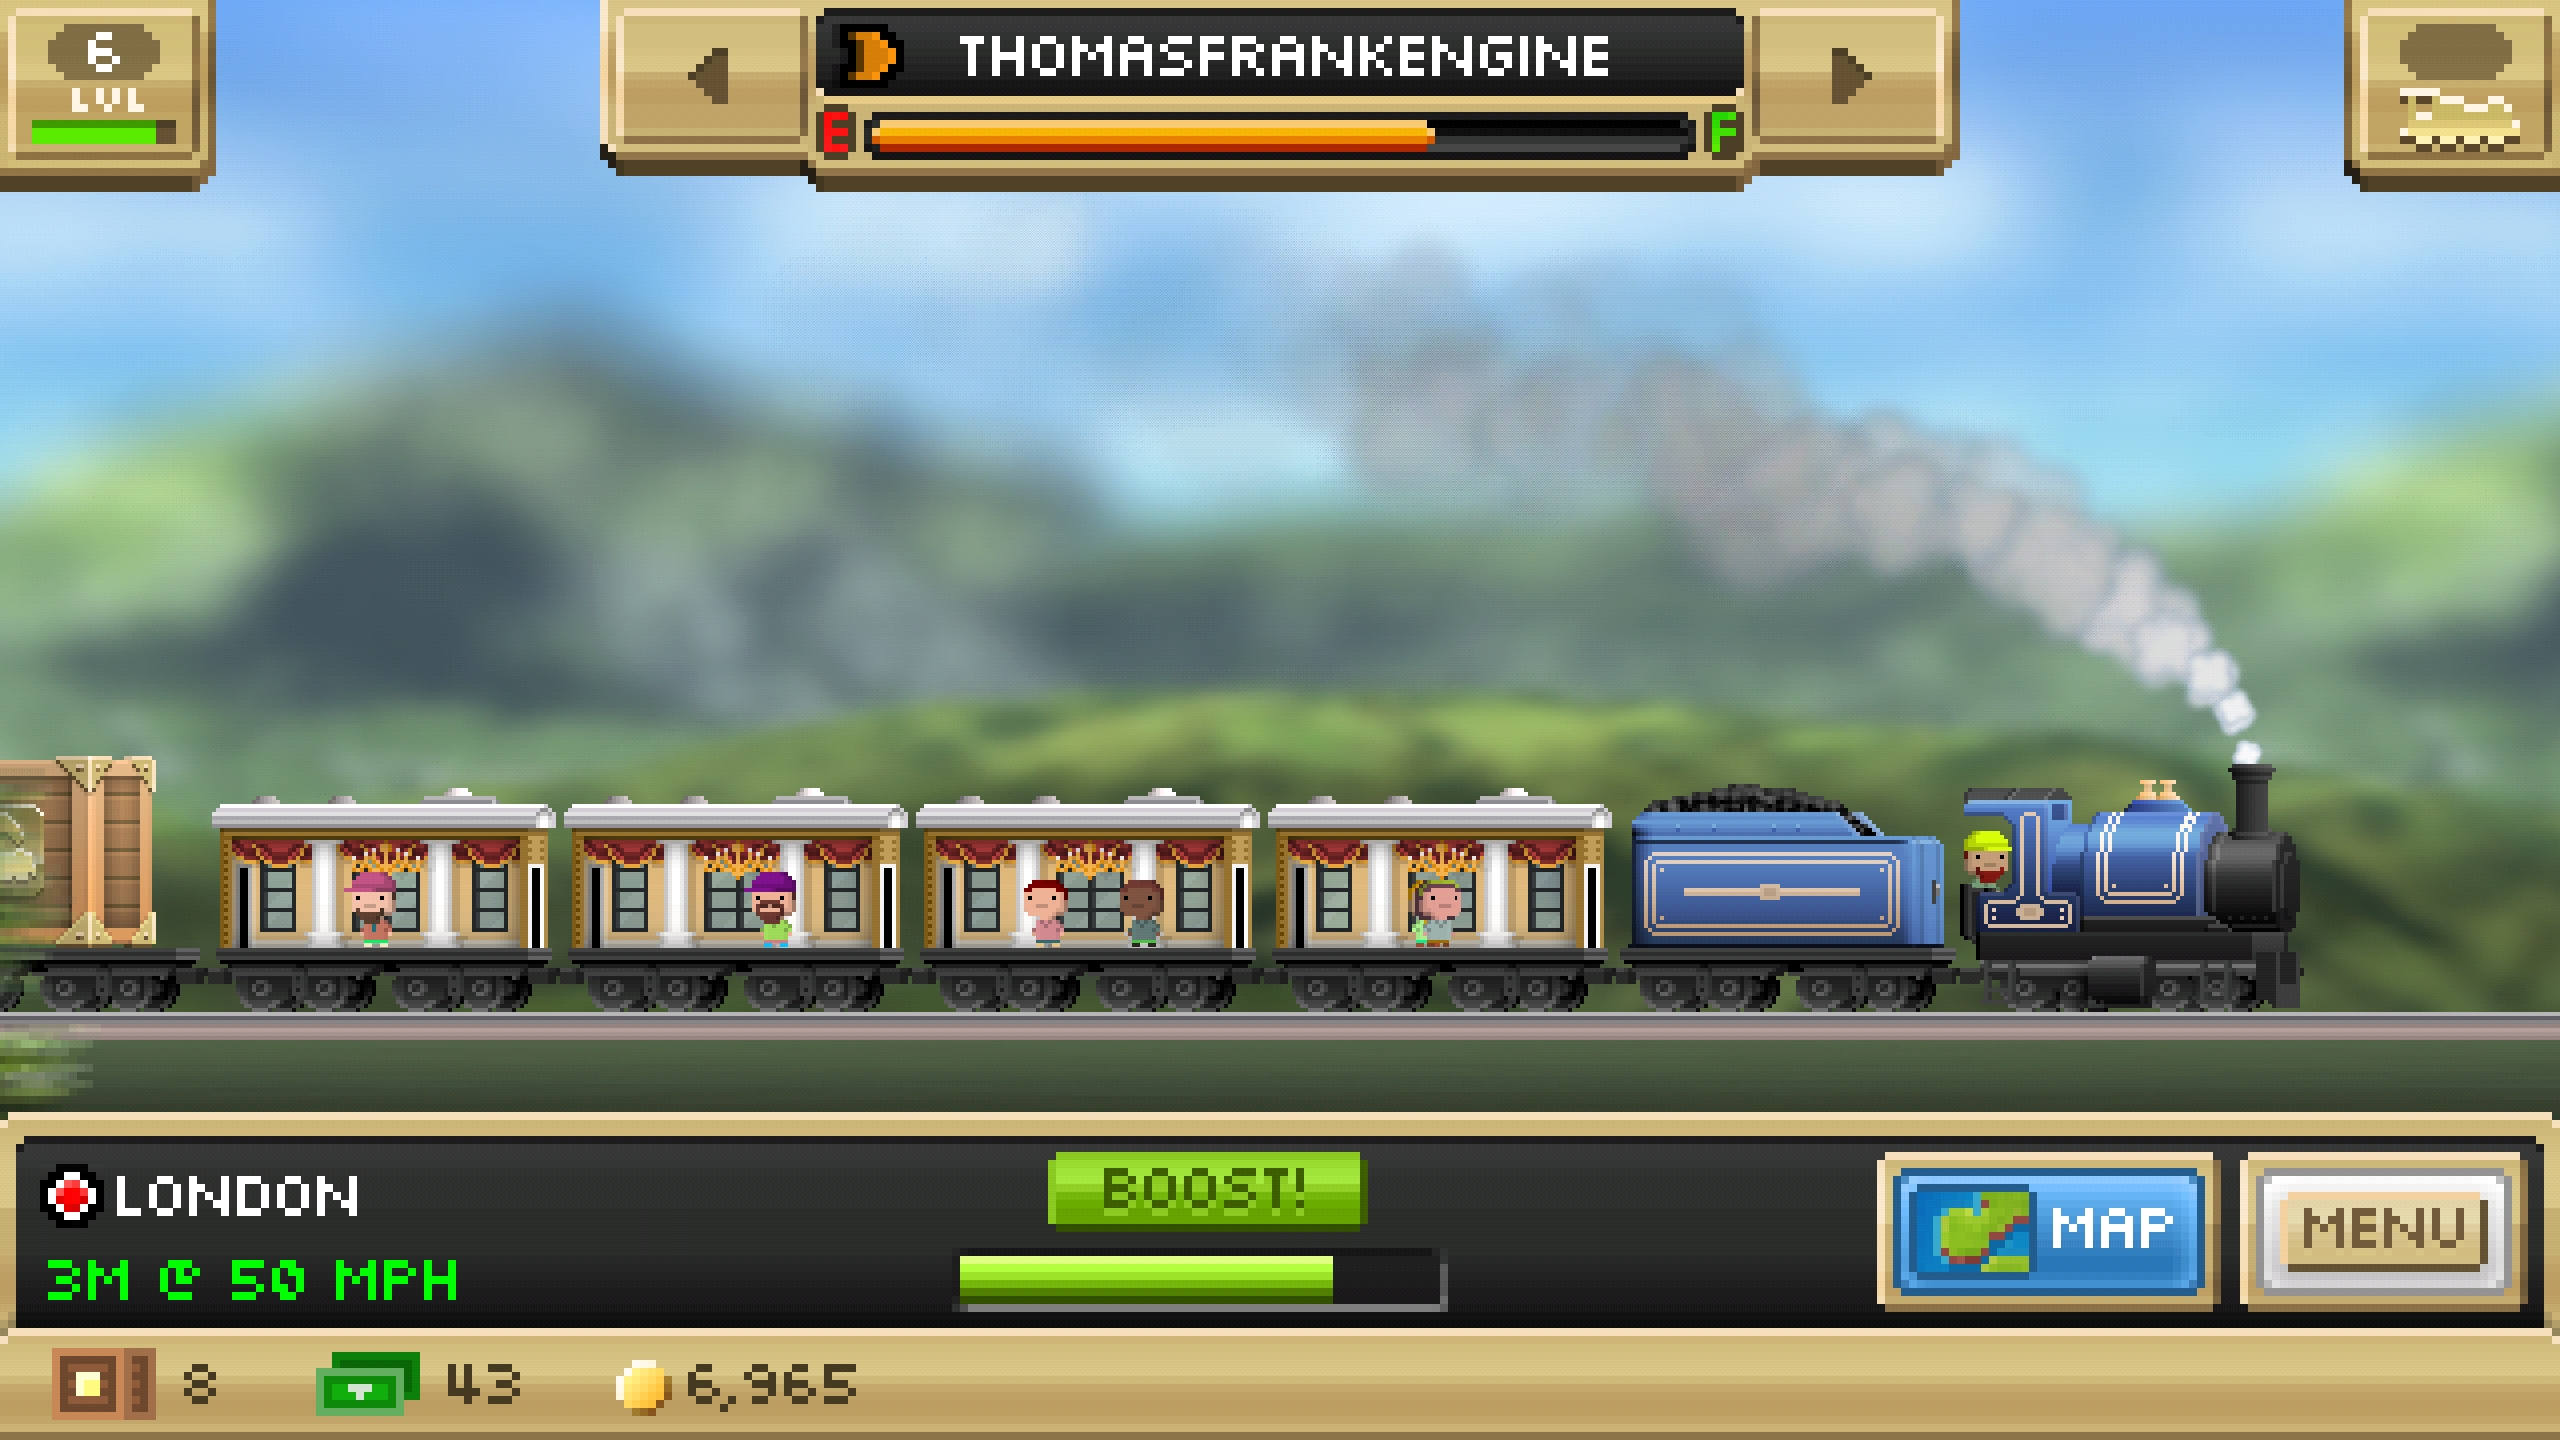 6
LVL
THOMASFRANKENGINE
E F
LONDON
3M @ 50 MPH
BOOST!
MAP
MENU
8
43
6,965